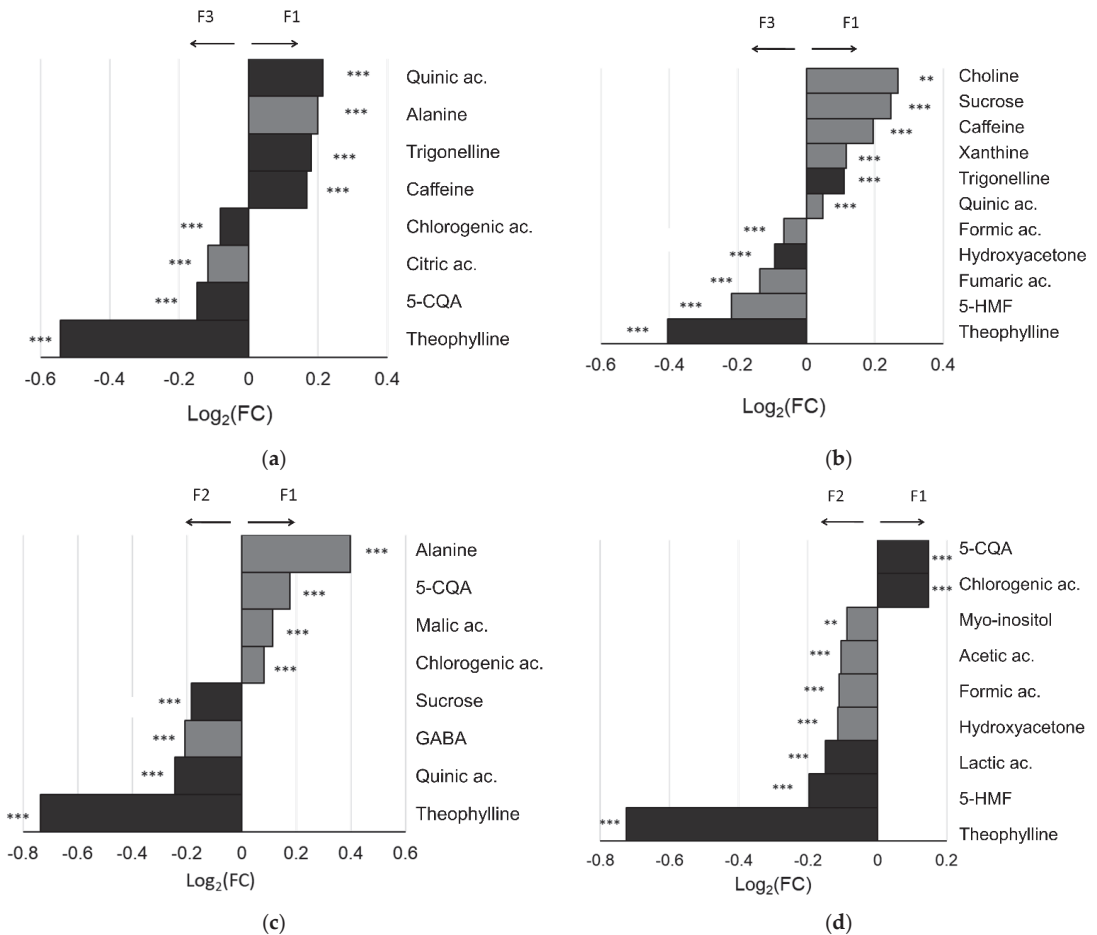 F3 F1
*** Quinic ac.
*** Alanine
*** Trigonelline
*** Caffeine
*** Chlorogenic ac.
*** Citric ac.
*** 5-CQA
*** Theophylline
-0.6 -0.4 -0.2 0 0.2 0.4
Log2(FC)
(a)
F3 F1
** Choline
*** Sucrose
*** Caffeine
*** Xanthine
*** Trigonelline
*** Quinic ac.
*** Formic ac.
*** Hydroxyacetone
*** Fumaric ac.
*** 5-HMF
*** Theophylline
-0.6 -0.4 -0.2 0 0.2 0.4
Log2(FC)
(b)
F2 F1
*** Alanine
*** 5-CQA
*** Malic ac.
*** Chlorogenic ac.
*** Sucrose
*** GABA
*** Quinic ac.
*** Theophylline
-0.8 -0.6 -0.4 -0.2 0 0.2 0.4 0.6
Log2(FC)
(c)
F2 F1
*** 5-CQA
*** Chlorogenic ac.
** Myo-inositol
*** Acetic ac.
*** Formic ac.
*** Hydroxyacetone
*** Lactic ac.
*** 5-HMF
*** Theophylline
-0.8 -0.6 -0.4 -0.2 0 0.2
Log2(FC)
(d)